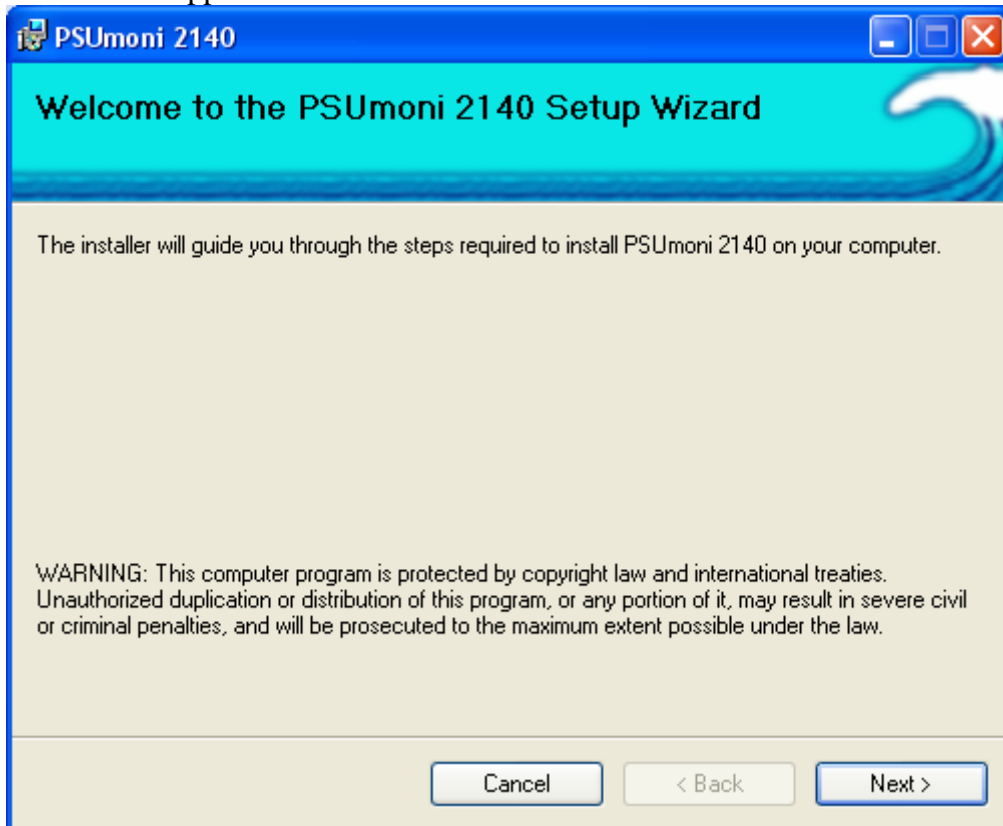 PSUmoni 2140
Welcome to the PSUmoni 2140 Setup Wizard
The installer will guide you through the steps required to install PSUmoni 2140 on your computer.
WARNING: This computer program is protected by copyright law and international treaties.
Unauthorized duplication or distribution of this program, or any portion of it, may result in severe civil
or criminal penalties, and will be prosecuted to the maximum extent possible under the law.
Cancel
< Back
Next >